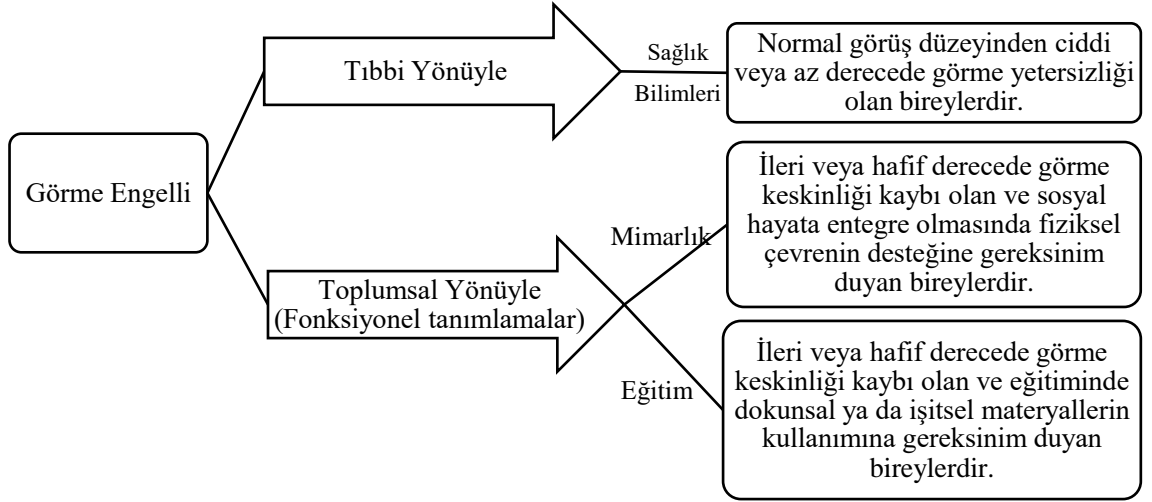 Görme Engelli
Tıbbi Yönüyle
Sağlık
Bilimleri
Normal görüş düzeyinden ciddi
veya az derecede görme yetersizliği
olan bireylerdir.
Toplumsal Yönüyle
(Fonksiyonel tanımlamalar)
Mimarlık
İleri veya hafif derecede görme
keskinliği kaybı olan ve sosyal
hayata entegre olmasında fiziksel
çevrenin desteğine gereksinim
duyan bireylerdir.
Eğitim
İleri veya hafif derecede görme
keskinliği kaybı olan ve eğitiminde
dokunsal ya da işitsel materyallerin
kullanımına gereksinim duyan
bireylerdir.